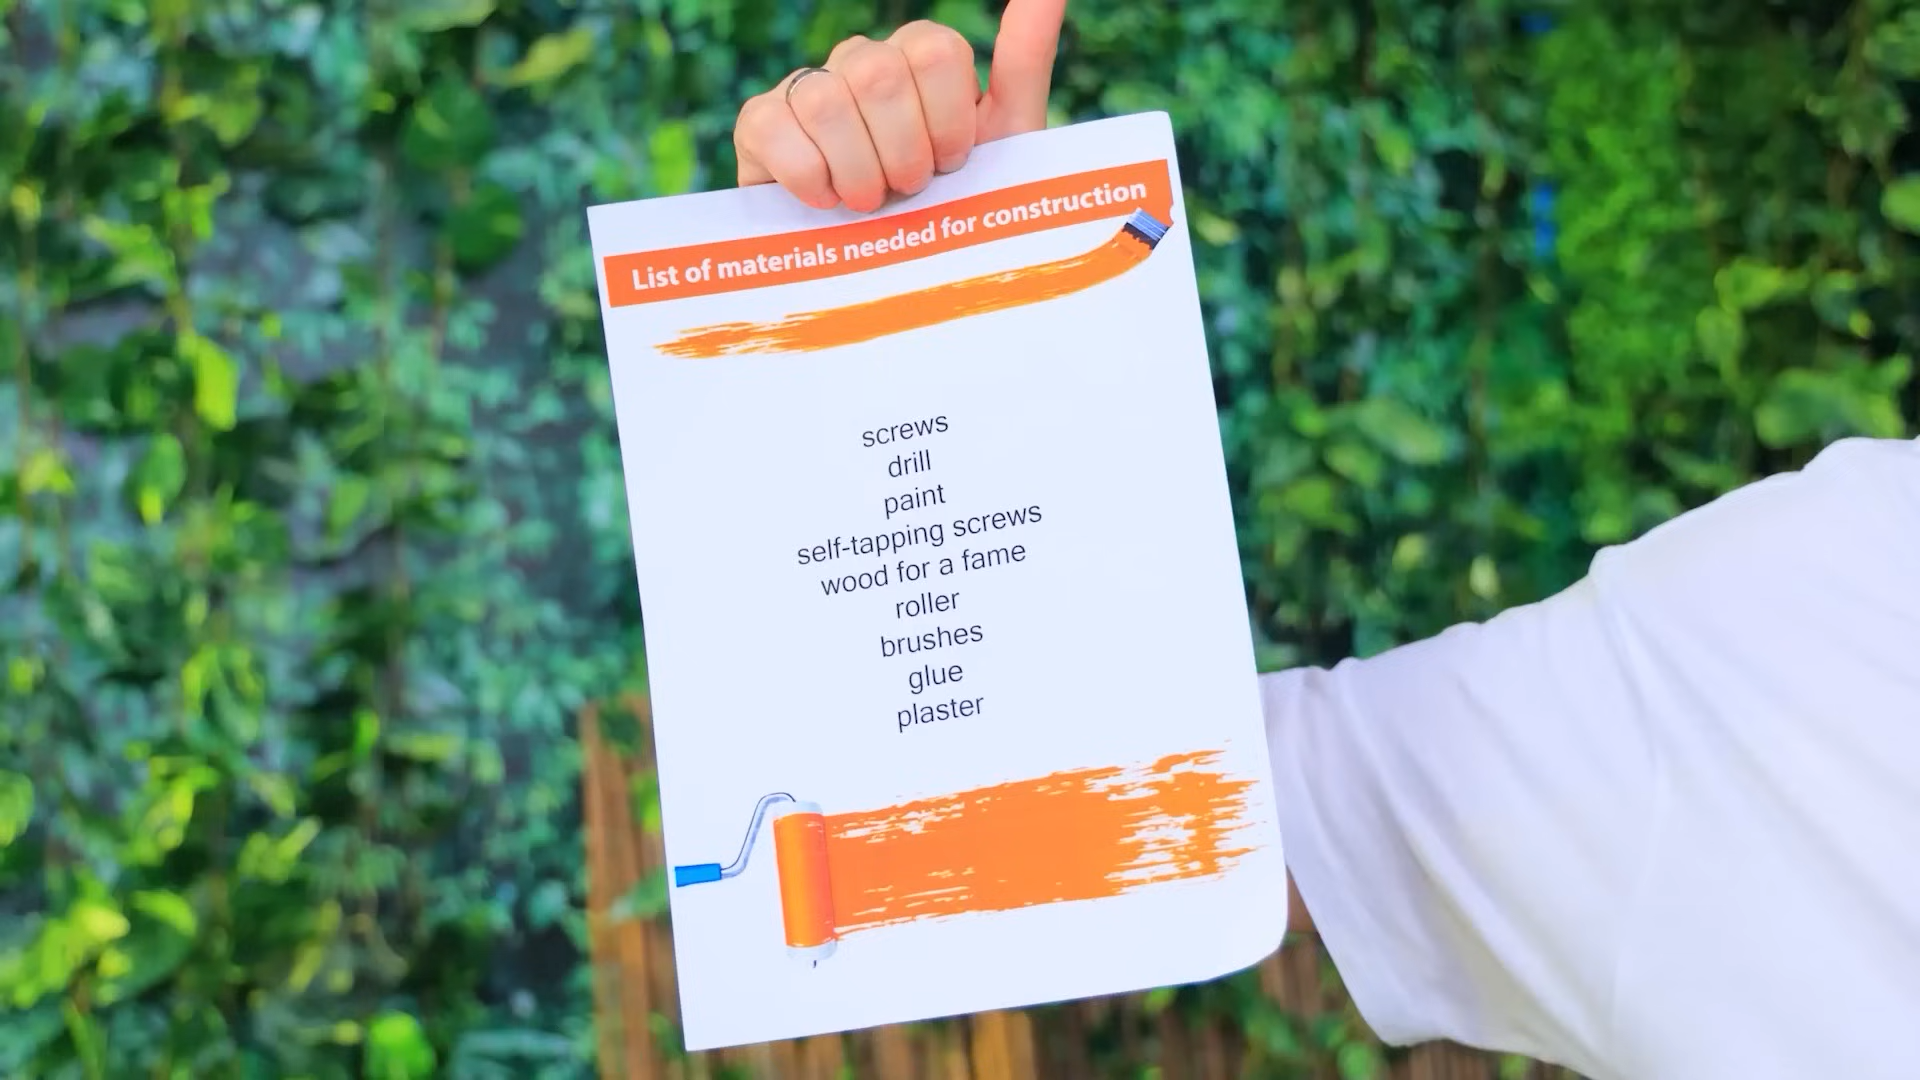 List of materials needed for construction
screws
drill
paint
self-tapping screws
wood for a fame
roller
brushes
glue
plaster